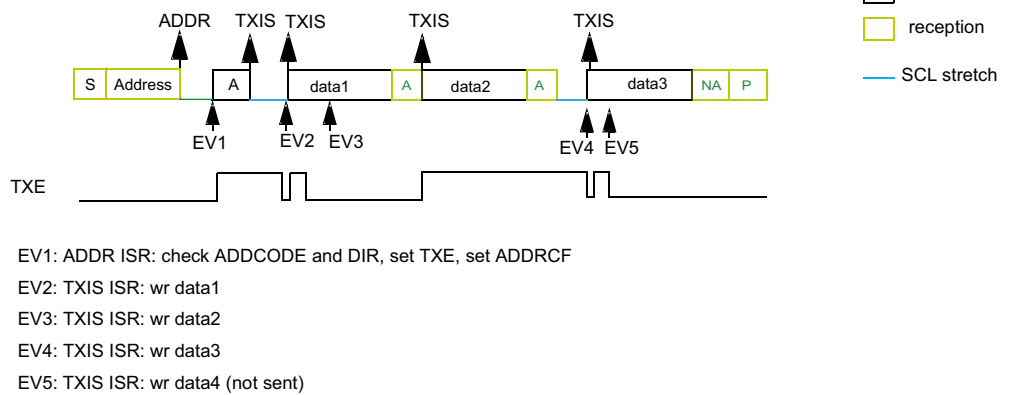 ADDR TXIS TXIS TXIS TXIS
reception
SCL stretch
S Address A data1 A data2 A data3 NA P
EV1 EV2 EV3 EV4 EV5
TXE
EV1: ADDR ISR: check ADDCODE and DIR, set TXE, set ADDRCF
EV2: TXIS ISR: wr data1
EV3: TXIS ISR: wr data2
EV4: TXIS ISR: wr data3
EV5: TXIS ISR: wr data4 (not sent)